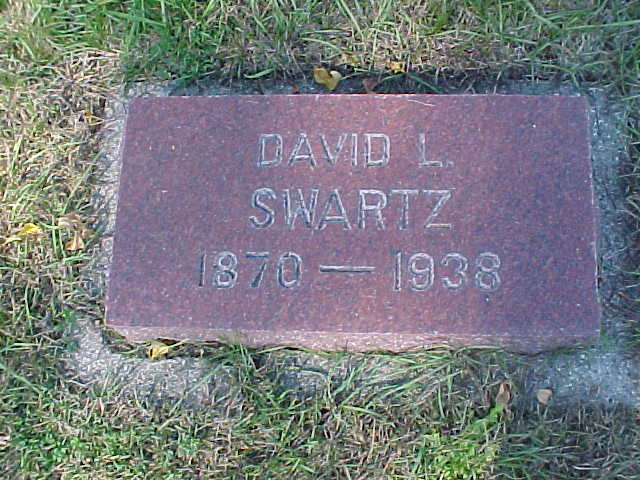 DAVID L.
SWARTZ
1870 — 1938